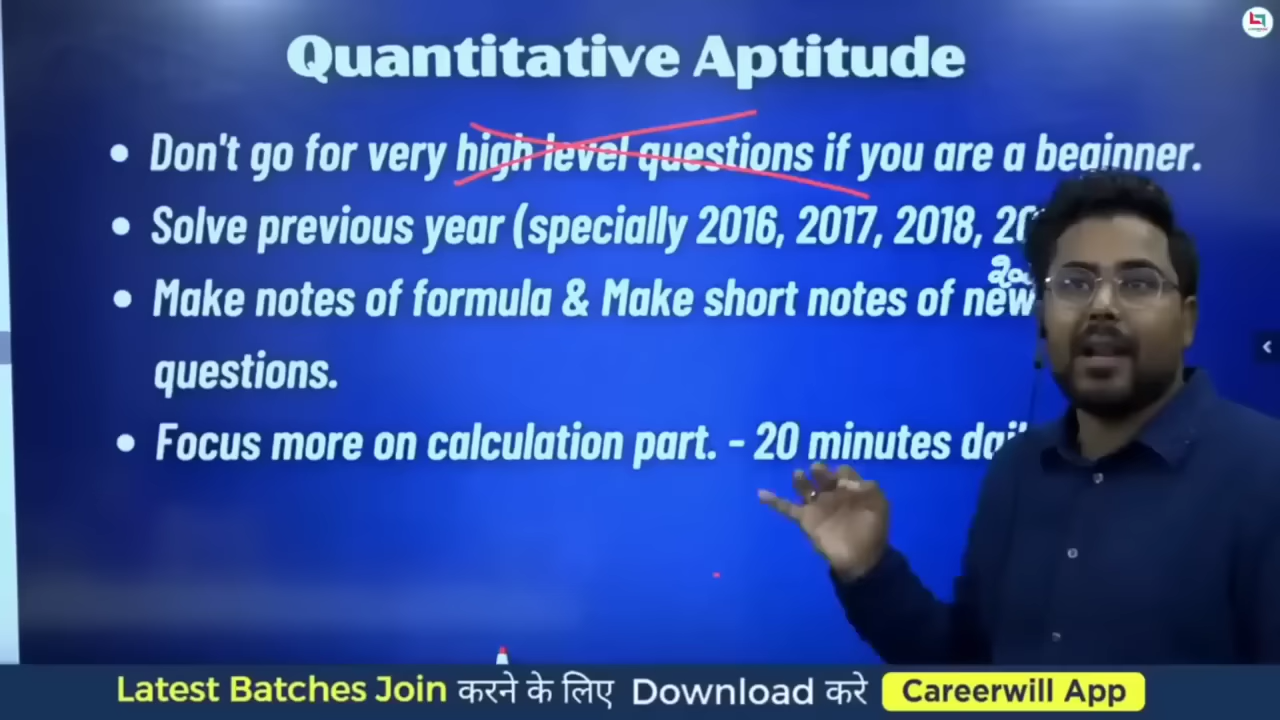 Quantitative Aptitude
• Don't go for very high level questions if you are a beginner.
• Solve previous year (specially 2016, 2017, 2018,
• Make notes of formula & Make short notes of new
questions.
• Focus more on calculation part. - 20 minutes
Latest Batches Join करने के लिए Download करे Careerwill App